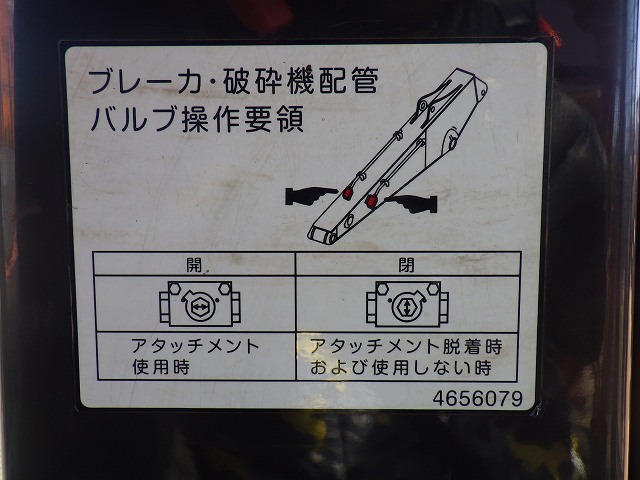 ブレーカ・破砕機配管
バルブ操作要領
開
閉
アタッチメント
使用時
アタッチメント脱着時
および使用しない時
4656079